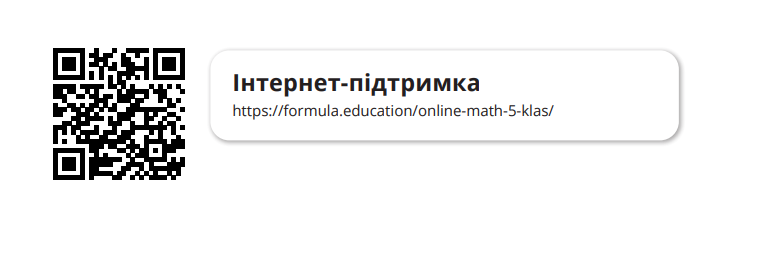 Інтернет-підтримка
https://formula.education/online-math-5-klas/